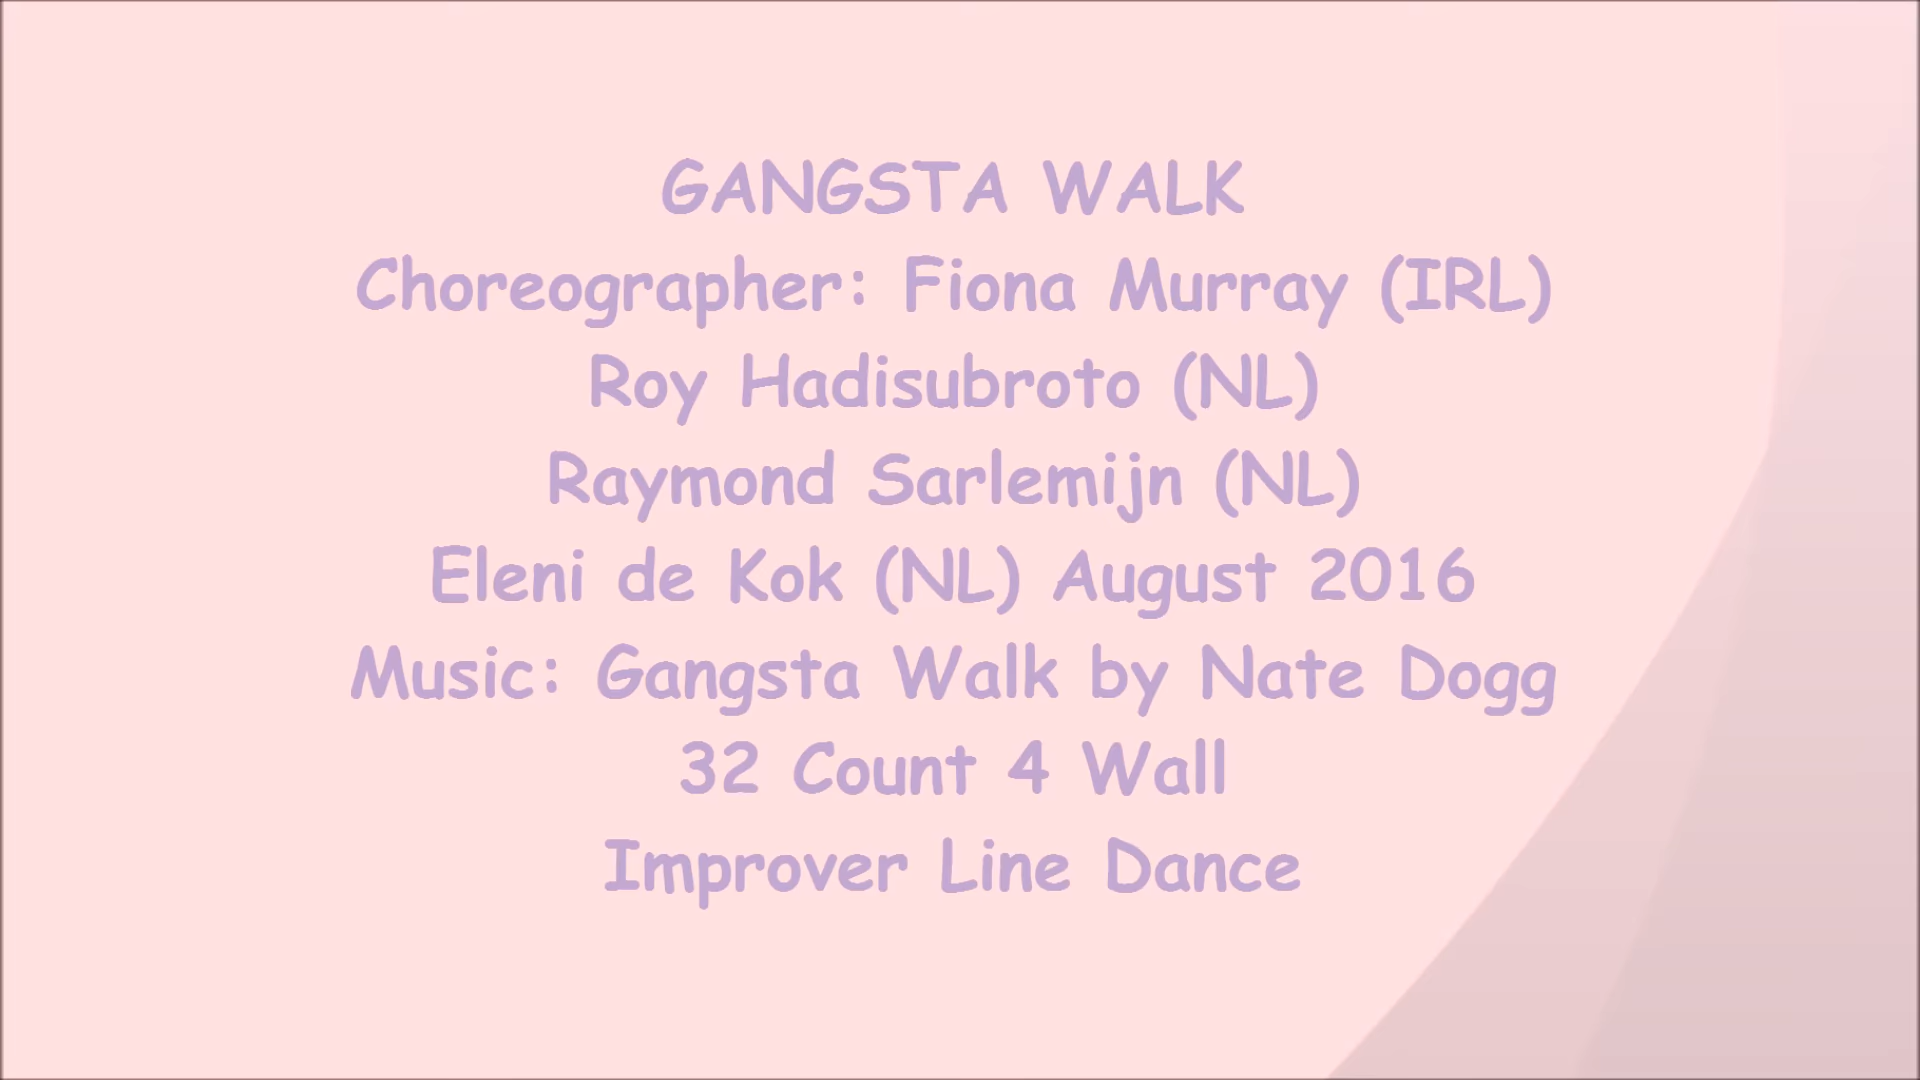 GANGSTA WALK
Choreographer: Fiona Murray (IRL)
Roy Hadisubroto (NL)
Raymond Sarlemijn (NL)
Eleni de Kok (NL) August 2016
Music: Gangsta Walk by Nate Dogg
32 Count 4 Wall
Improver Line Dance